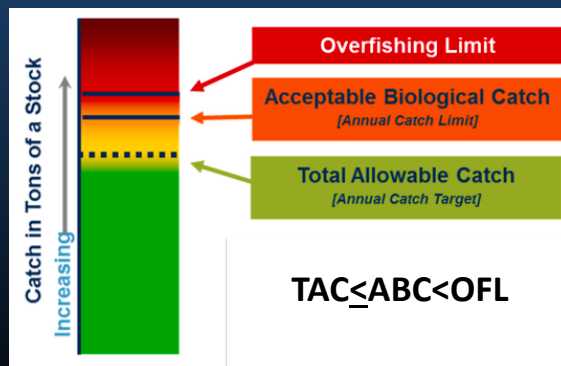 Catch in Tons of a Stock
Increasing
Overfishing Limit
Acceptable Biological Catch
[Annual Catch Limit]
Total Allowable Catch
[Annual Catch Target]
TAC≤ABC<OFL